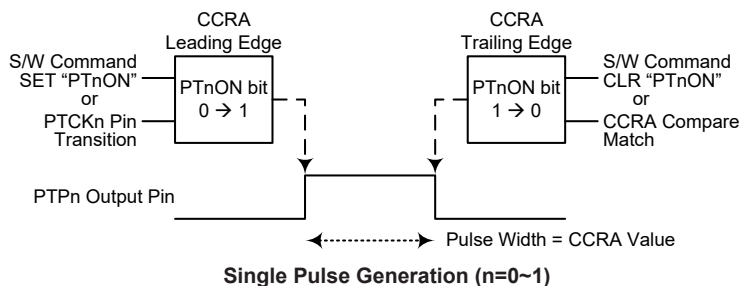 CCRA
Leading Edge
CCRA
Trailing Edge
S/W Command
SET “PTnON”
or
PTCKn Pin
Transition
PTnON bit
0 → 1
PTnON bit
1 → 0
S/W Command
CLR “PTnON”
or
CCRA Compare
Match
PTPn Output Pin
Pulse Width = CCRA Value
Single Pulse Generation (n=0~1)